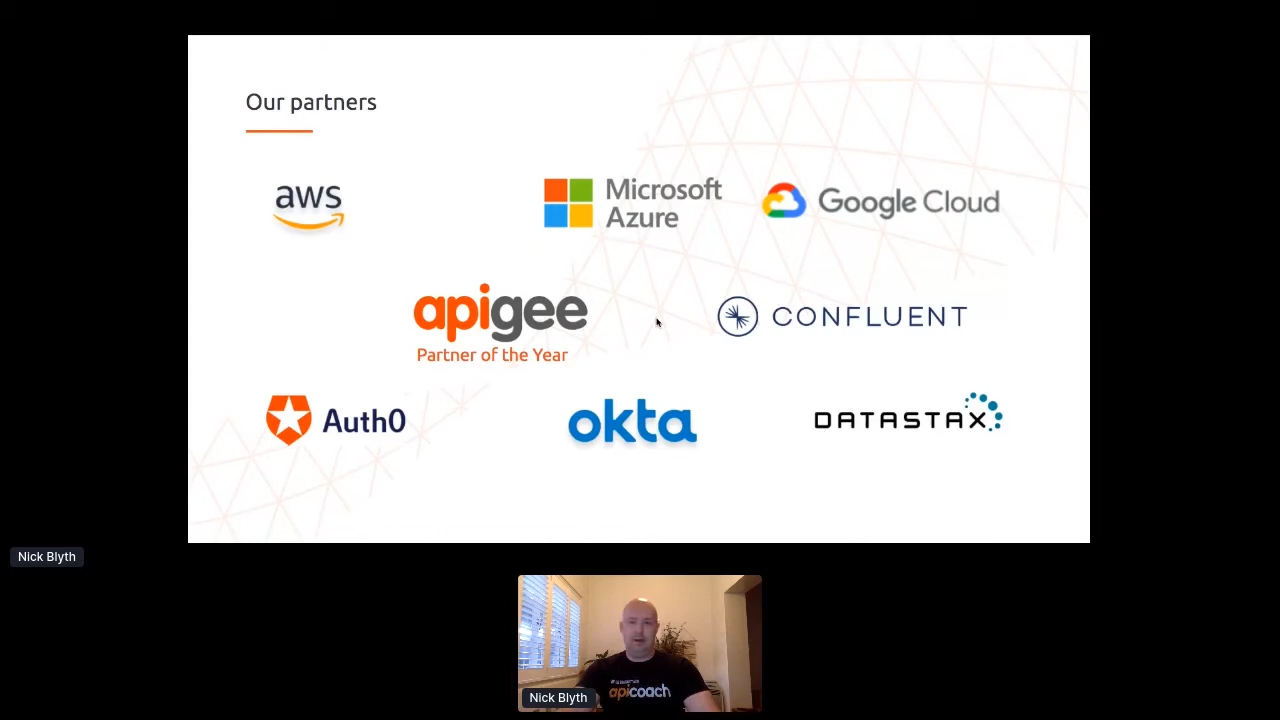 Our partners
aws
Microsoft
Azure
Google Cloud
apigee
Partner of the Year
CONFLUENT
Auth0
okta
DATASTAX
Nick Blyth
apicoach
Nick Blyth